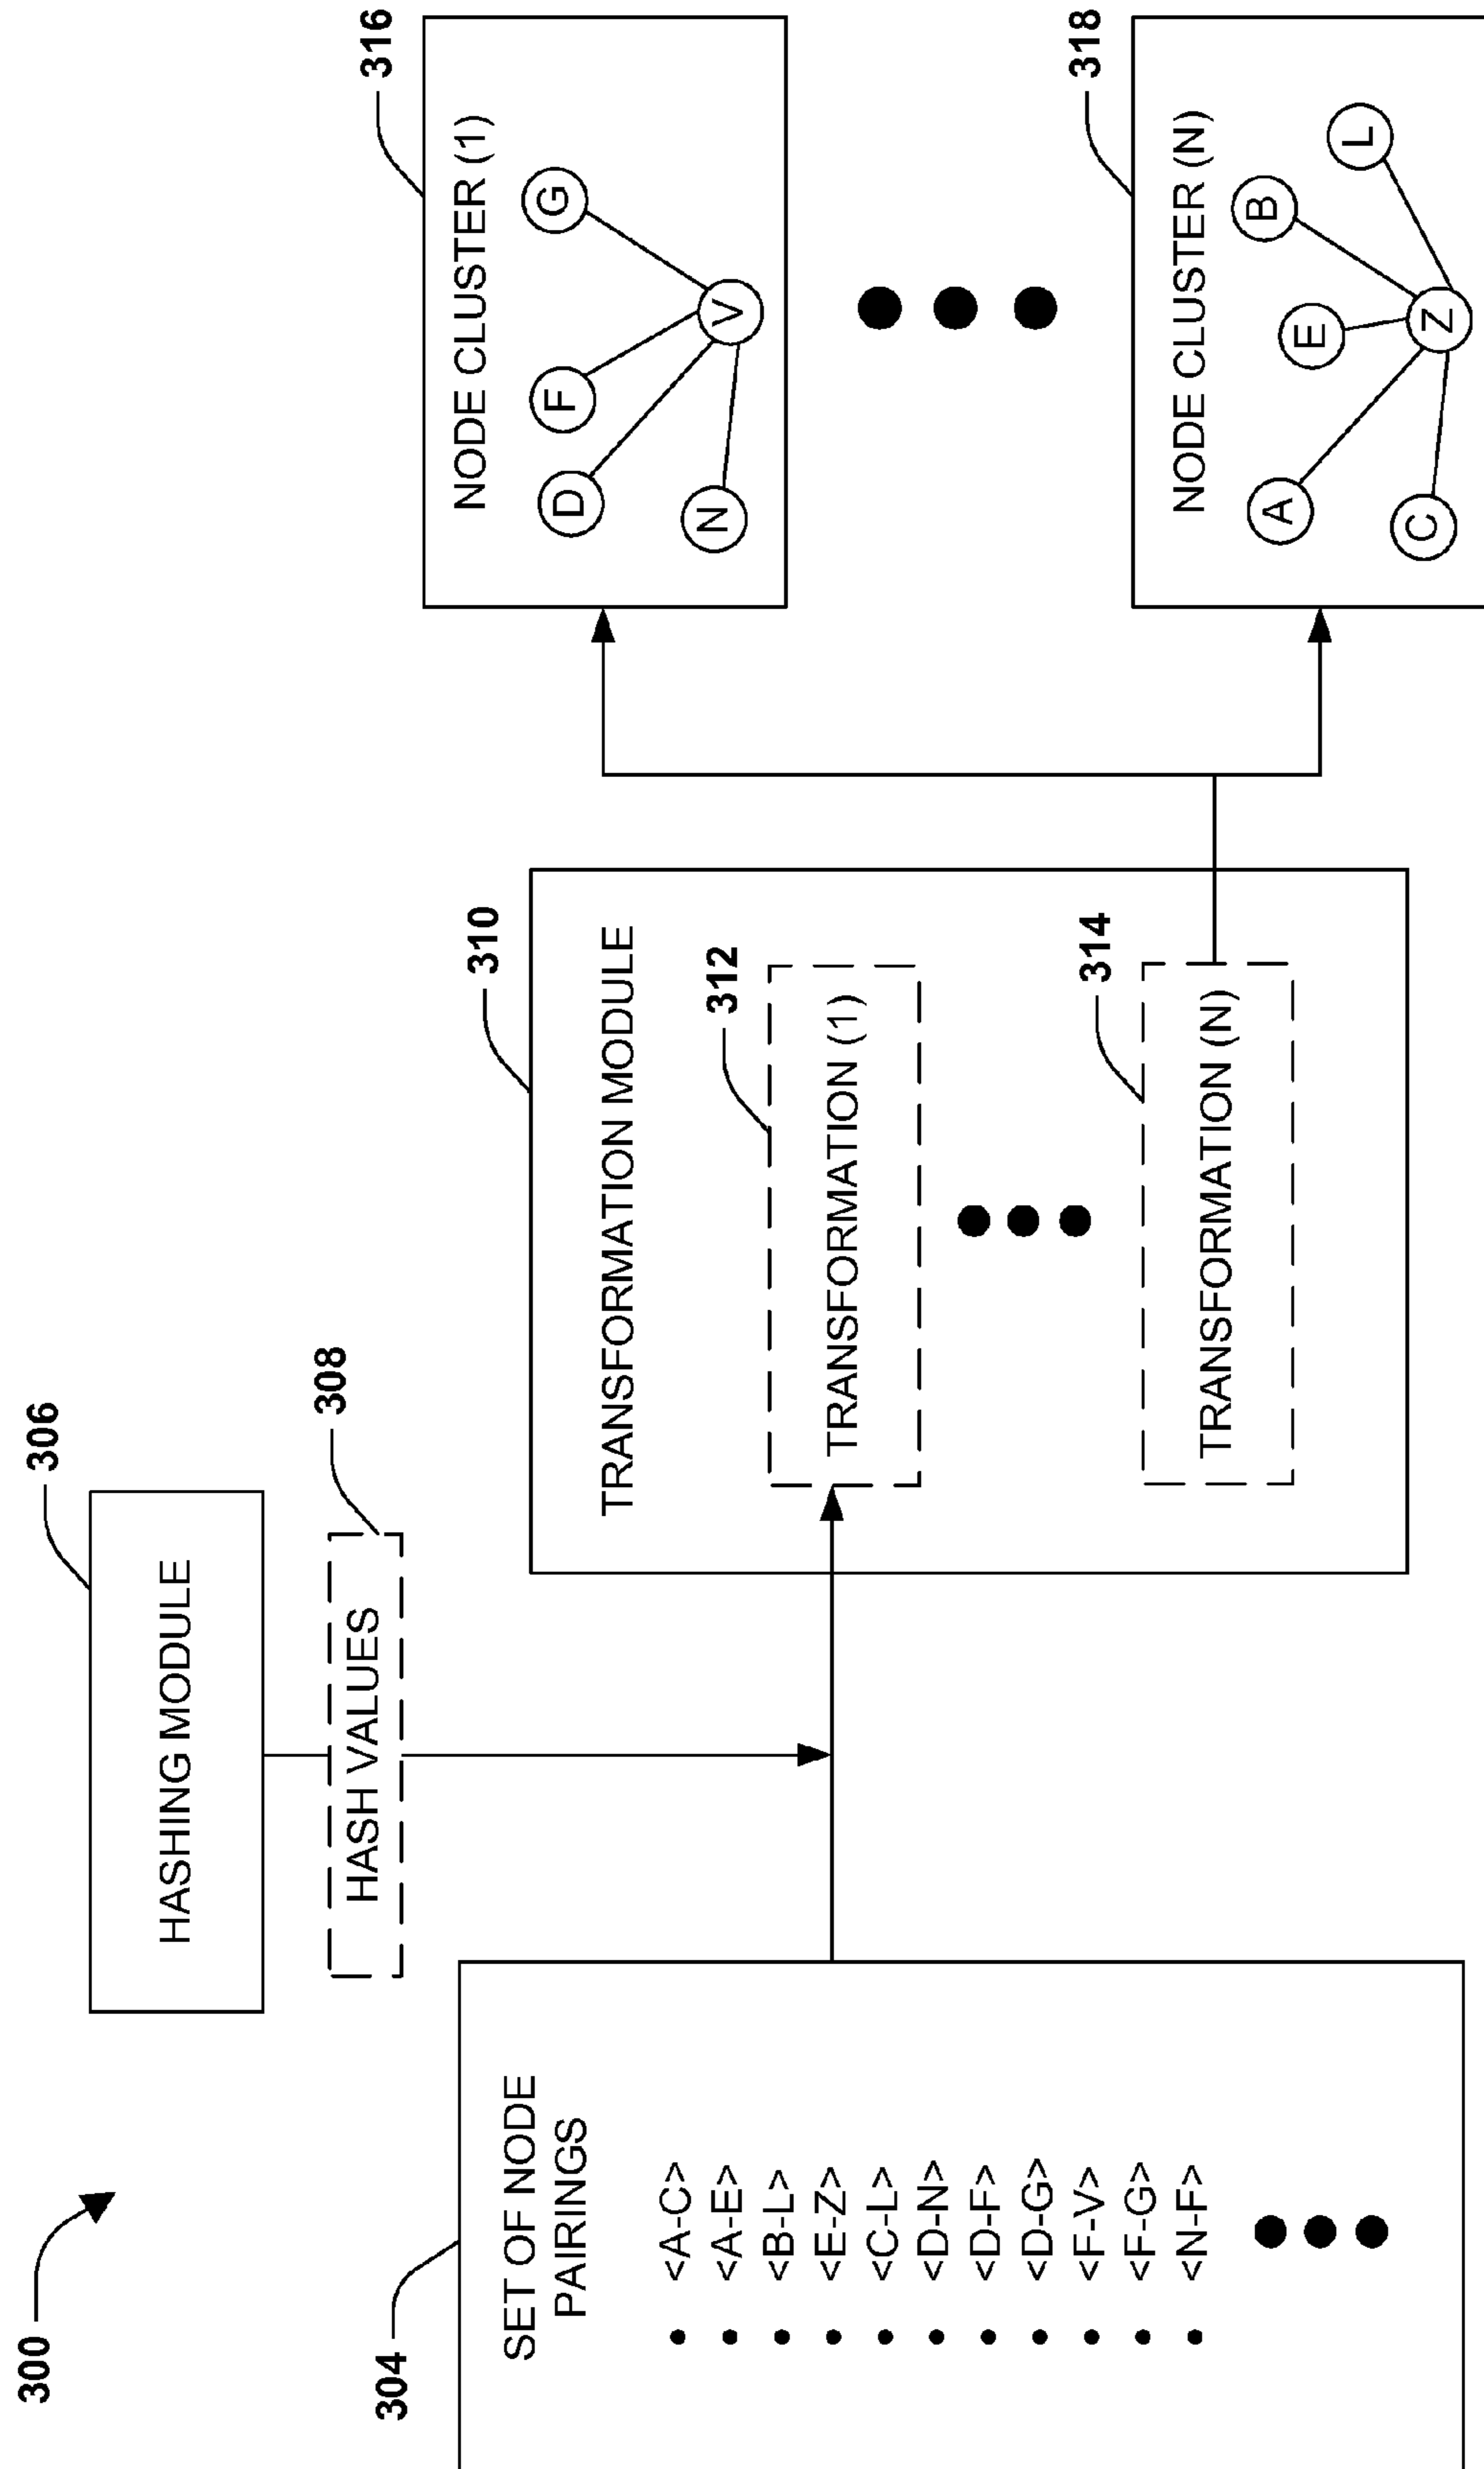 300
304
SET OF NODE
PAIRINGS
• <A-C>
• <A-E>
• <B-L>
• <E-Z>
• <C-L>
• <D-N>
• <D-F>
• <D-G>
• <F-V>
• <F-G>
• <N-F>
306
HASHING MODULE
308
HASH VALUES
310
TRANSFORMATION MODULE
312
TRANSFORMATION (1)
314
TRANSFORMATION (N)
316
NODE CLUSTER (1)
D
F
G
N
V
318
NODE CLUSTER (N)
A
E
B
L
C
Z